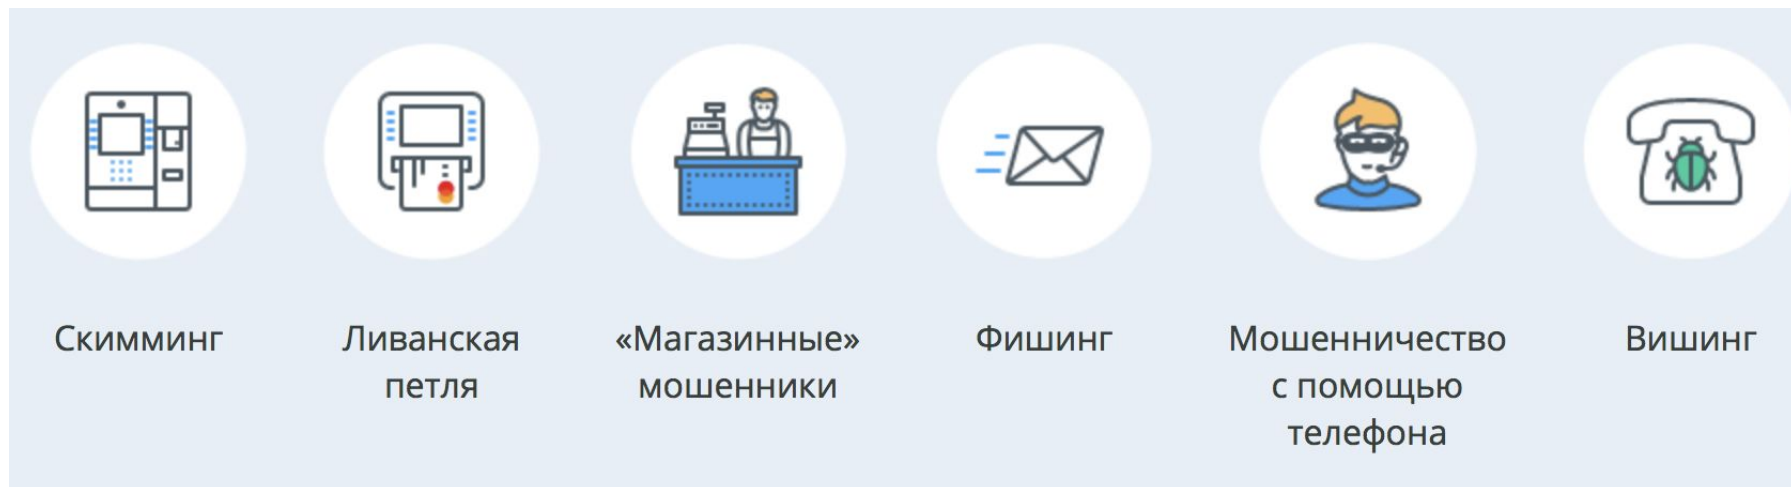 Скимминг
Ливанская
петля
«Магазинные»
мошенники
Фишинг
Мошенничество
с помощью
телефона
Вишинг